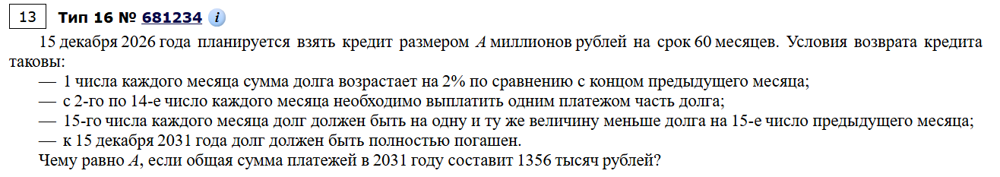 13 Тип 16 № 681234 i
15 декабря 2026 года планируется взять кредит размером A миллионов рублей на срок 60 месяцев. Условия возврата кредита
таковы:
— 1 числа каждого месяца сумма долга возрастает на 2% по сравнению с концом предыдущего месяца;
— с 2-го по 14-е число каждого месяца необходимо выплатить одним платежом часть долга;
— 15-го числа каждого месяца долг должен быть на одну и ту же величину меньше долга на 15-е число предыдущего месяца;
— к 15 декабря 2031 года долг должен быть полностью погашен.
Чему равно A, если общая сумма платежей в 2031 году составит 1356 тысяч рублей?